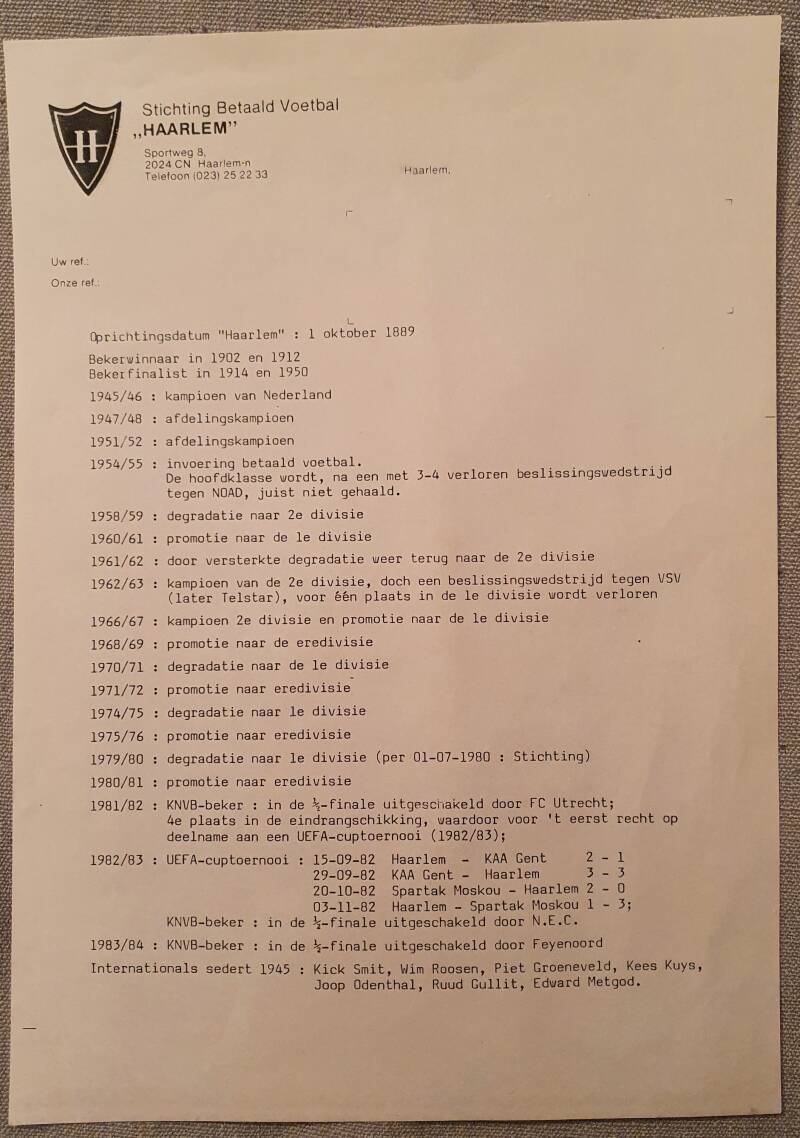 H
Stichting Betaald Voetbal
„HAARLEM”
Sportweg 8,
2024 CN Haarlem-n
Telefoon (023) 25 22 33
Haarlem,
Uw ref.:
Onze ref.:
Oprichtingsdatum "Haarlem" : 1 oktober 1889
Bekerwinnaar in 1902 en 1912
Bekerfinalist in 1914 en 1950
1945/46 : kampioen van Nederland
1947/48 : afdelingskampioen
1951/52 : afdelingskampioen
1954/55 : invoering betaald voetbal.
De hoofdklasse wordt, na een met 3-4 verloren beslissingswedstrijd
tegen NOAD, juist niet gehaald.
1958/59 : degradatie naar 2e divisie
1960/61 : promotie naar de 1e divisie
1961/62 : door versterkte degradatie weer terug naar de 2e divisie
1962/63 : kampioen van de 2e divisie, doch een beslissingswedstrijd tegen VSV
(later Telstar), voor één plaats in de 1e divisie wordt verloren
1966/67 : kampioen 2e divisie en promotie naar de 1e divisie
1968/69 : promotie naar de eredivisie
1970/71 : degradatie naar de 1e divisie
1971/72 : promotie naar eredivisie
1974/75 : degradatie naar 1e divisie
1975/76 : promotie naar eredivisie
1979/80 : degradatie naar 1e divisie (per 01-07-1980 : Stichting)
1980/81 : promotie naar eredivisie
1981/82 : KNVB-beker : in de ½-finale uitgeschakeld door FC Utrecht;
4e plaats in de eindrangschikking, waardoor voor 't eerst recht op
deelname aan een UEFA-cuptoernooi (1982/83);
1982/83 : UEFA-cuptoernooi : 15-09-82 Haarlem - KAA Gent 2 - 1
29-09-82 KAA Gent - Haarlem 3 - 3
20-10-82 Spartak Moskou - Haarlem 2 - 0
03-11-82 Haarlem - Spartak Moskou 1 - 3;
KNVB-beker : in de ½-finale uitgeschakeld door N.E.C.
1983/84 : KNVB-beker : in de ½-finale uitgeschakeld door Feyenoord
Internationals sedert 1945 : Kick Smit, Wim Roosen, Piet Groeneveld, Kees Kuys,
Joop Odenthal, Ruud Gullit, Edward Metgod.